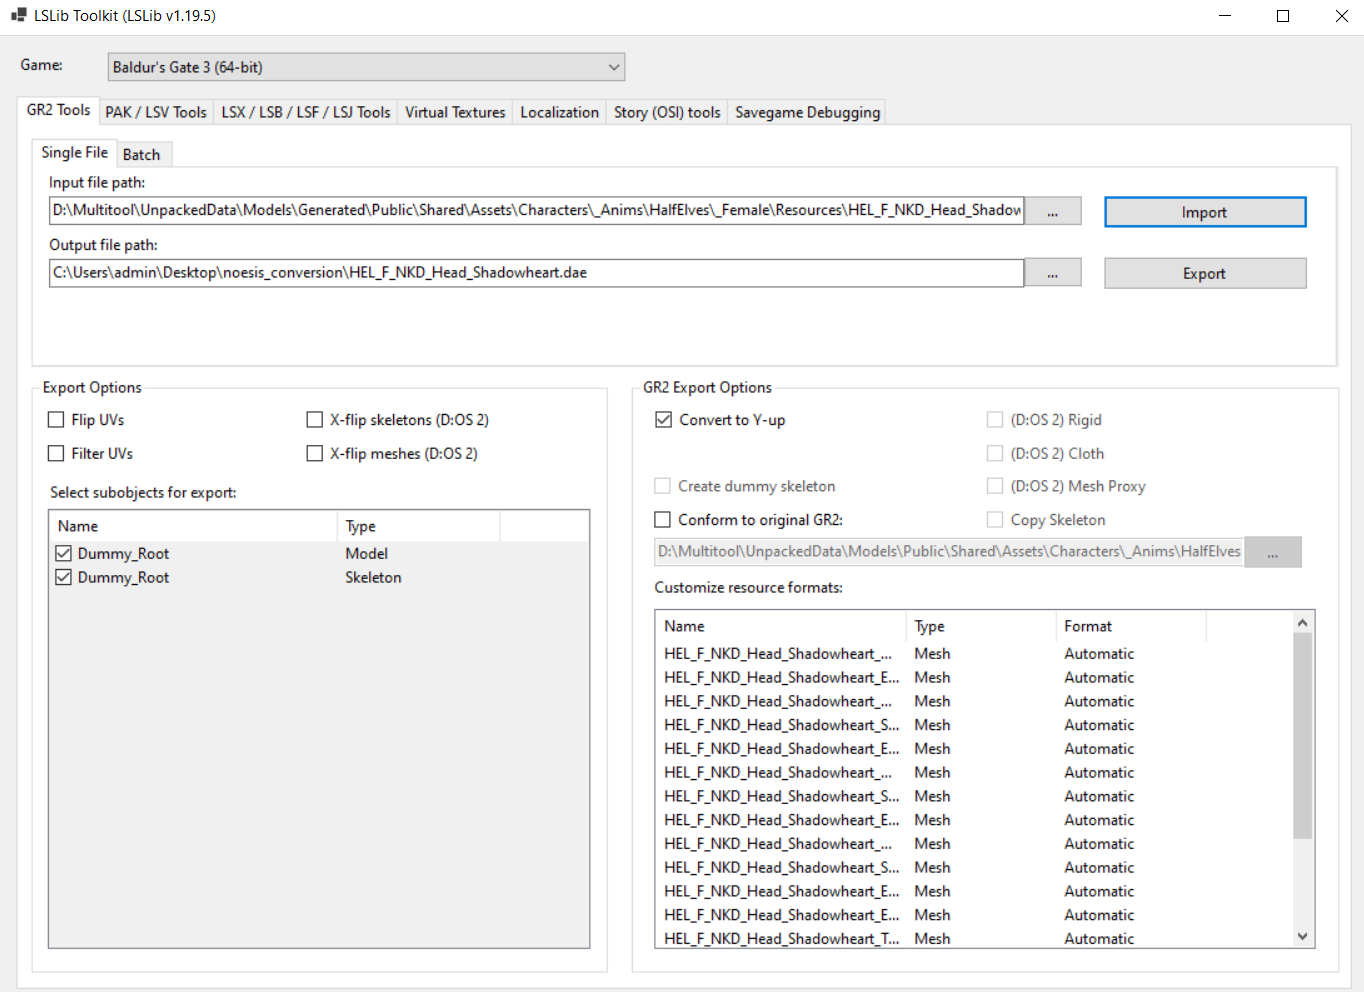 LSLib Toolkit (LSLib v1.19.5)
Game: Baldur's Gate 3 (64-bit)
GR2 Tools PAK / LSV Tools LSX / LSB / LSF / LSJ Tools Virtual Textures Localization Story (OSI) tools Savegame Debugging
Single File Batch
Input file path:
D:\Multitool\UnpackedData\Models\Generated\Public\Shared\Assets\Characters\_Anims\HalfElves\_Female\Resources\HEL_F_NKD_Head_Shadow ... Import
Output file path:
C:\Users\admin\Desktop\noesis_conversion\HEL_F_NKD_Head_Shadowheart.dae ... Export
Export Options
Flip UVs X-flip skeletons (D:OS 2)
Filter UVs X-flip meshes (D:OS 2)
Select subobjects for export:
Name Type
Dummy_Root Model
Dummy_Root Skeleton
GR2 Export Options
Convert to Y-up (D:OS 2) Rigid
(D:OS 2) Cloth
Create dummy skeleton (D:OS 2) Mesh Proxy
Conform to original GR2: Copy Skeleton
D:\Multitool\UnpackedData\Models\Public\Shared\Assets\Characters\_Anims\HalfElves ...
Customize resource formats:
Name Type Format
HEL_F_NKD_Head_Shadowheart_... Mesh Automatic
HEL_F_NKD_Head_Shadowheart_E... Mesh Automatic
HEL_F_NKD_Head_Shadowheart_... Mesh Automatic
HEL_F_NKD_Head_Shadowheart_S... Mesh Automatic
HEL_F_NKD_Head_Shadowheart_E... Mesh Automatic
HEL_F_NKD_Head_Shadowheart_... Mesh Automatic
HEL_F_NKD_Head_Shadowheart_S... Mesh Automatic
HEL_F_NKD_Head_Shadowheart_E... Mesh Automatic
HEL_F_NKD_Head_Shadowheart_... Mesh Automatic
HEL_F_NKD_Head_Shadowheart_S... Mesh Automatic
HEL_F_NKD_Head_Shadowheart_E... Mesh Automatic
HEL_F_NKD_Head_Shadowheart_E... Mesh Automatic
HEL_F_NKD_Head_Shadowheart_T... Mesh Automatic